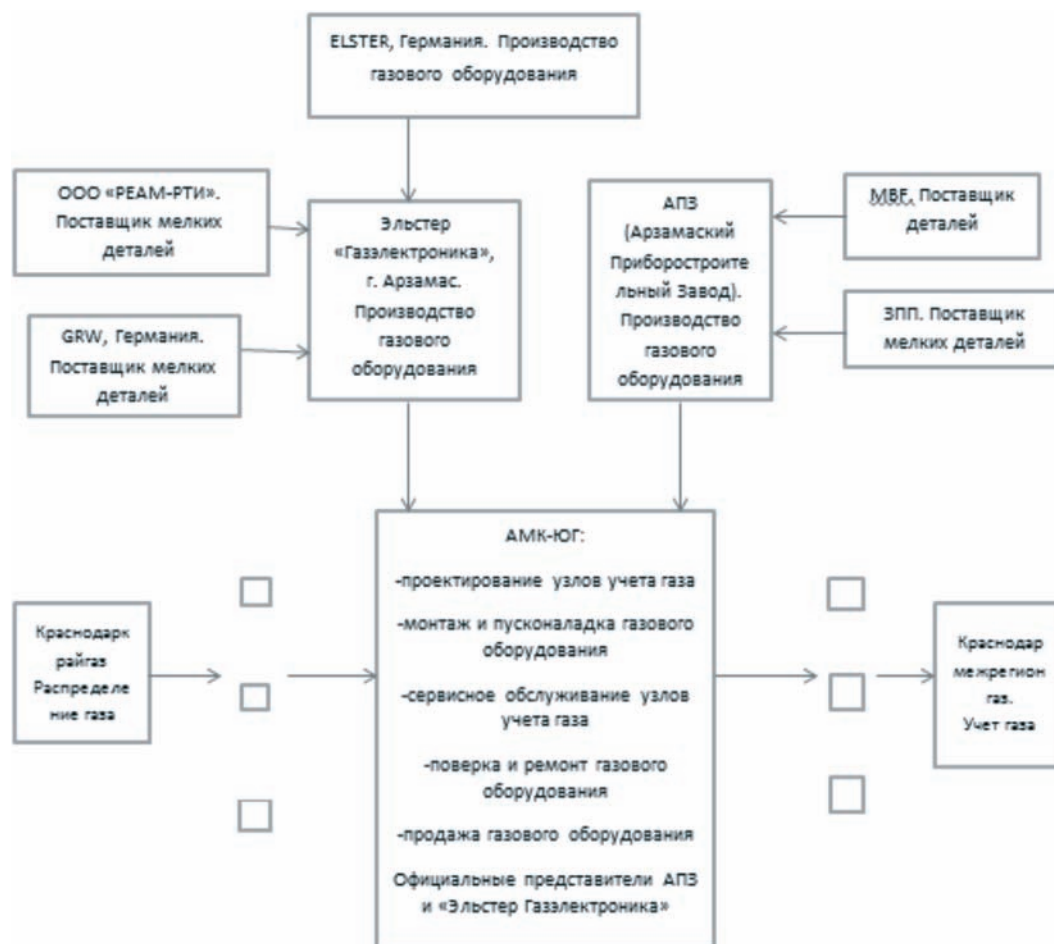 ELSTER, Германия. Производство
газового оборудования
ООО «РЕАМ-РТИ».
Поставщик мелких
деталей
Эльстер
«Газэлектроника»,
г. Арзамас.
Производство
газового
оборудования
АПЗ
(Арзамаский
Приборостроите
льный Завод).
Производство
газового
оборудования
MBF. Поставщик
деталей
GRW, Германия.
Поставщик мелких
деталей
ЗПП. Поставщик
мелких деталей
АМК-ЮГ:
-проектирование узлов учета газа
-монтаж и пусконаладка газового
оборудования
-сервисное обслуживание узлов
учета газа
-поверка и ремонт газового
оборудования
-продажа газового оборудования
Официальные представители АПЗ
и «Эльстер Газэлектроника»
Краснодарк
райгаз
Распределе
ние газа
Краснодар
межрегион
газ.
Учет газа